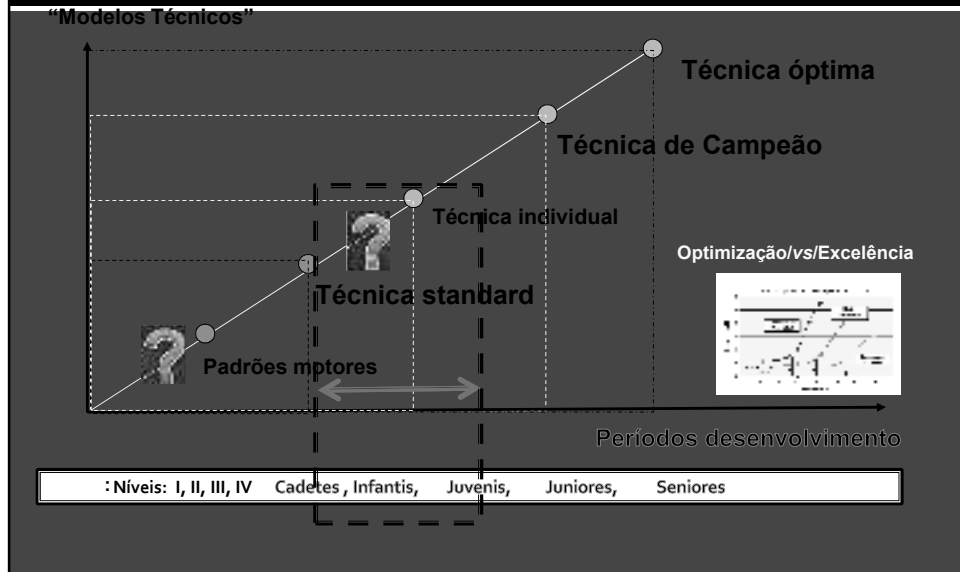 “Modelos Técnicos”
Técnica óptima
Técnica de Campeão
Técnica individual
Optimização/vs/Excelência
Técnica standard
Padrões motores
Períodos desenvolvimento
: Níveis: I, II, III, IV Cadetes , Infantis, Juvenis, Juniores, Seniores